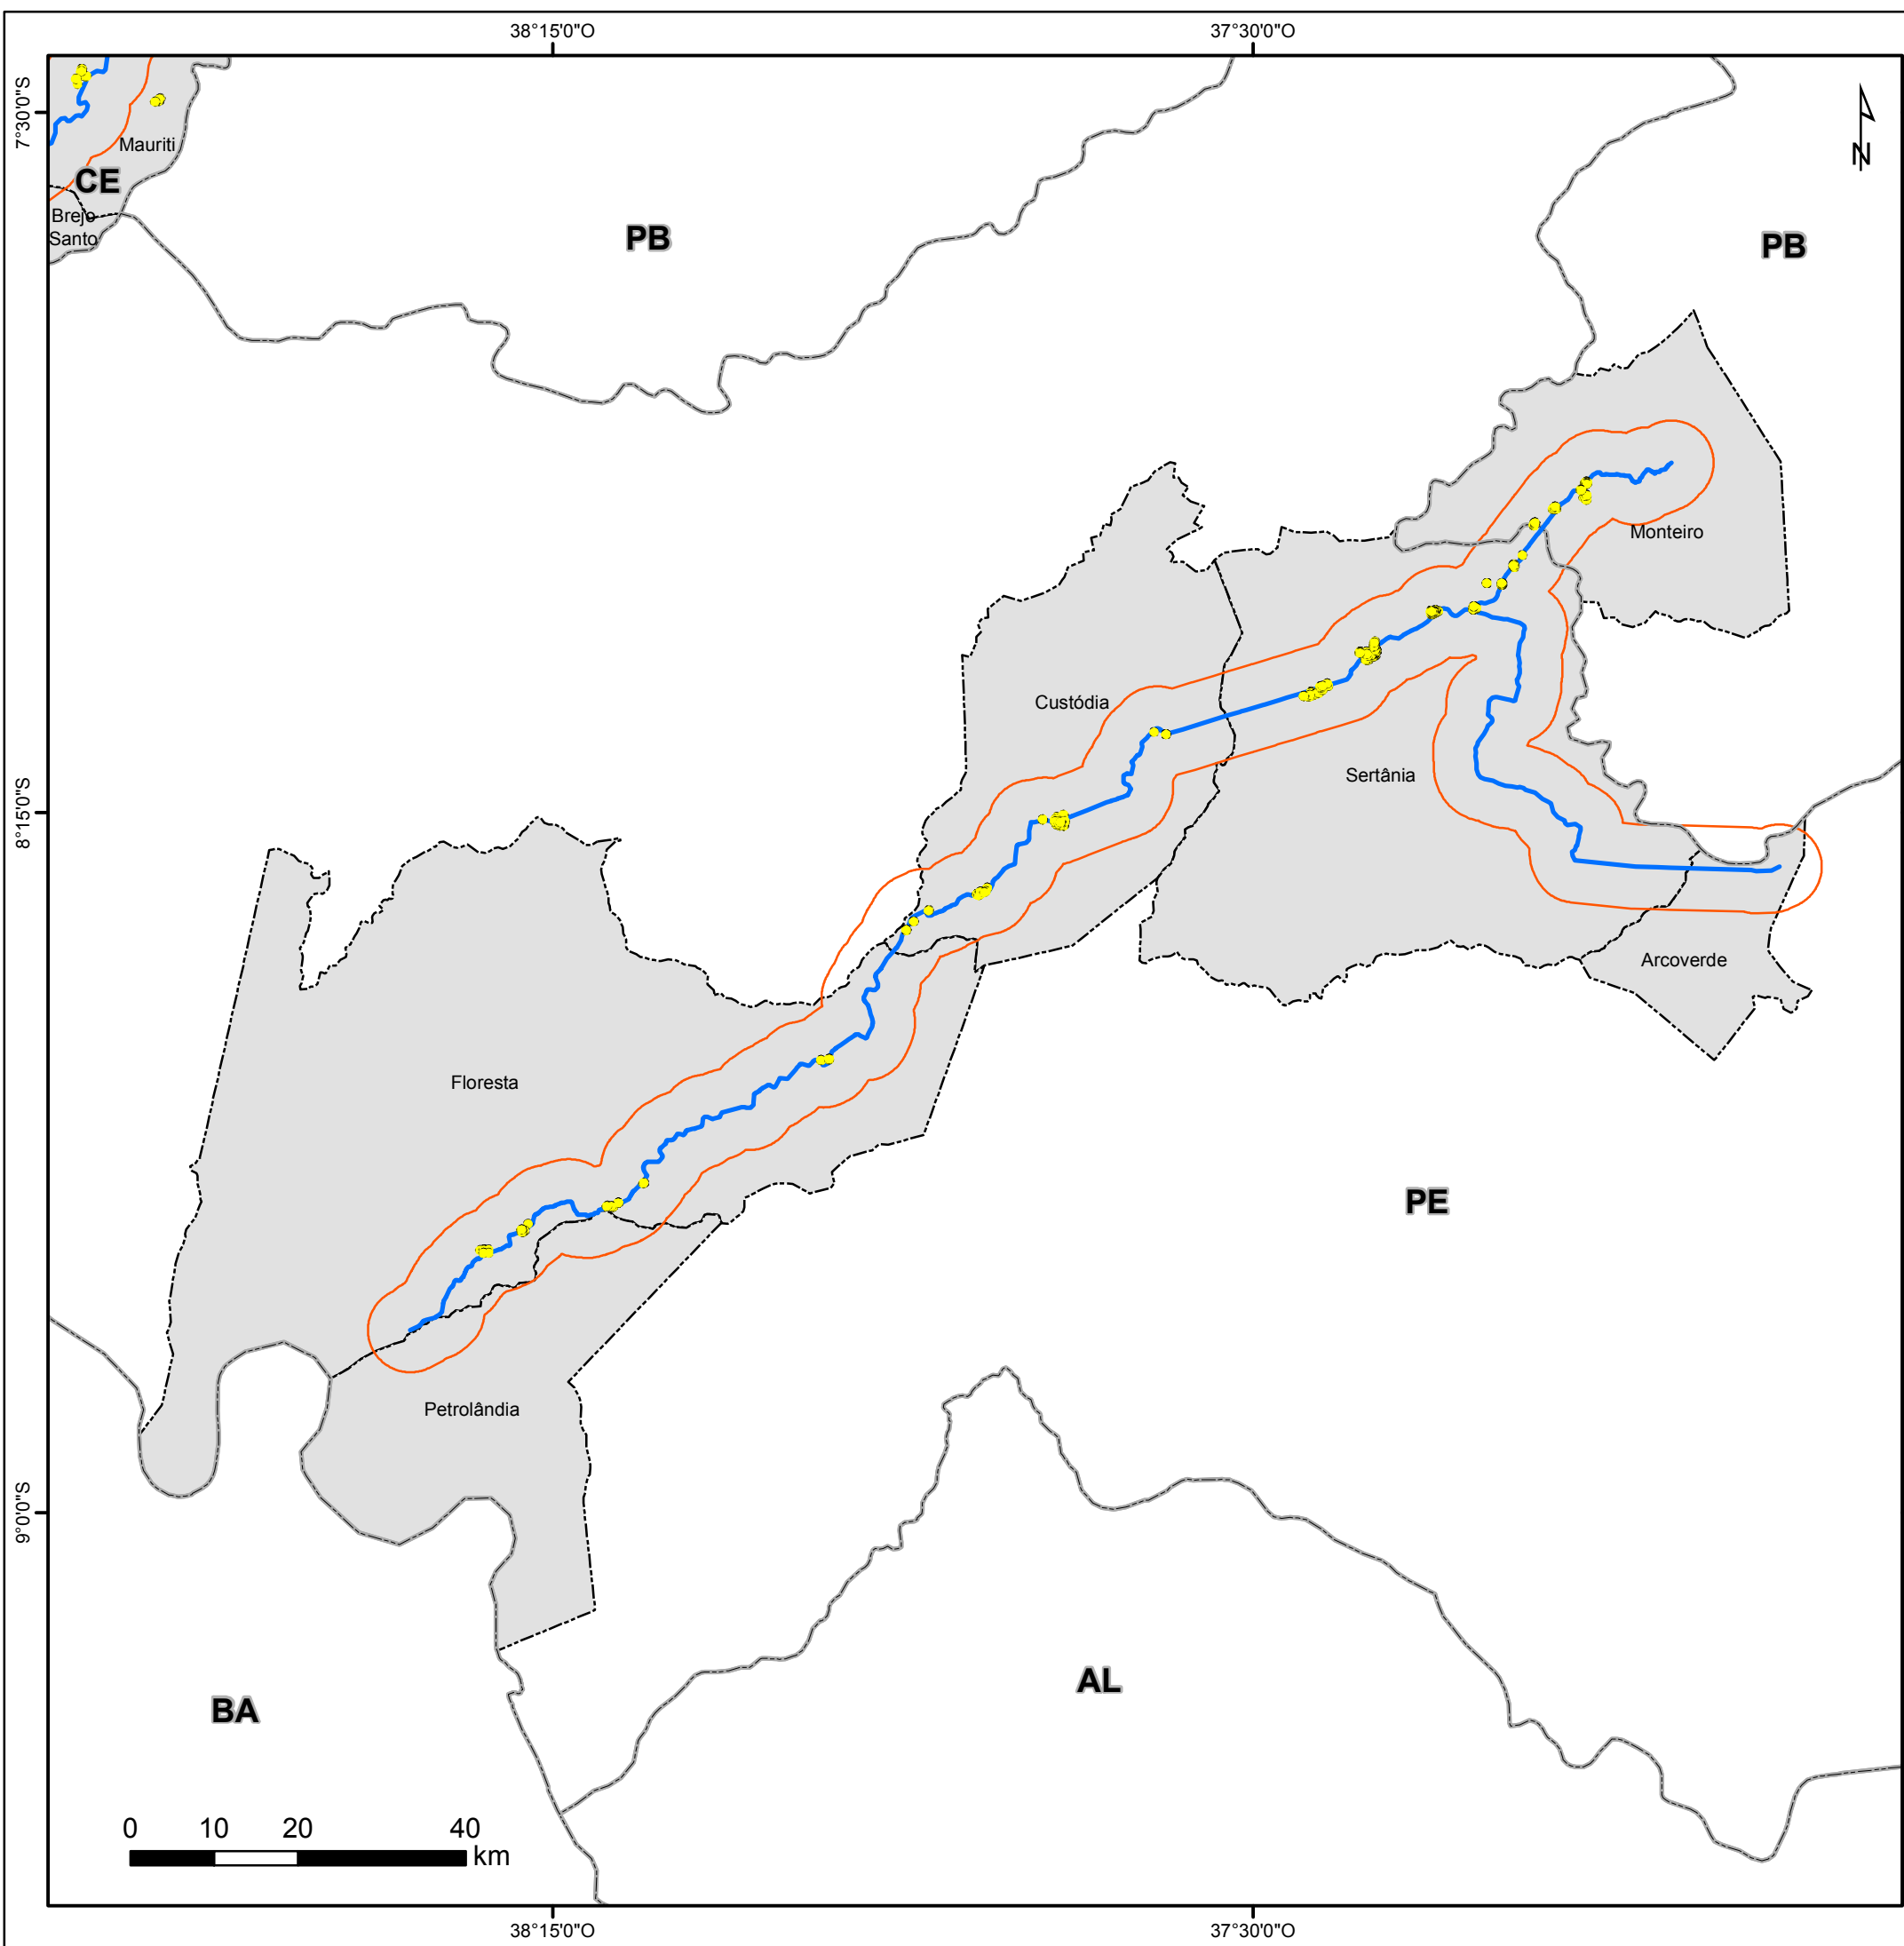 38°15'0"O
37°30'0"O
7°30'0"S
Mauriti
CE
Brejo
Santo
PB
PB
N
Monteiro
Custódia
Sertânia
8°15'0"S
Arcoverde
Floresta
PE
Petrolândia
9°0'0"S
BA
AL
0 10 20 40
km
38°15'0"O
37°30'0"O